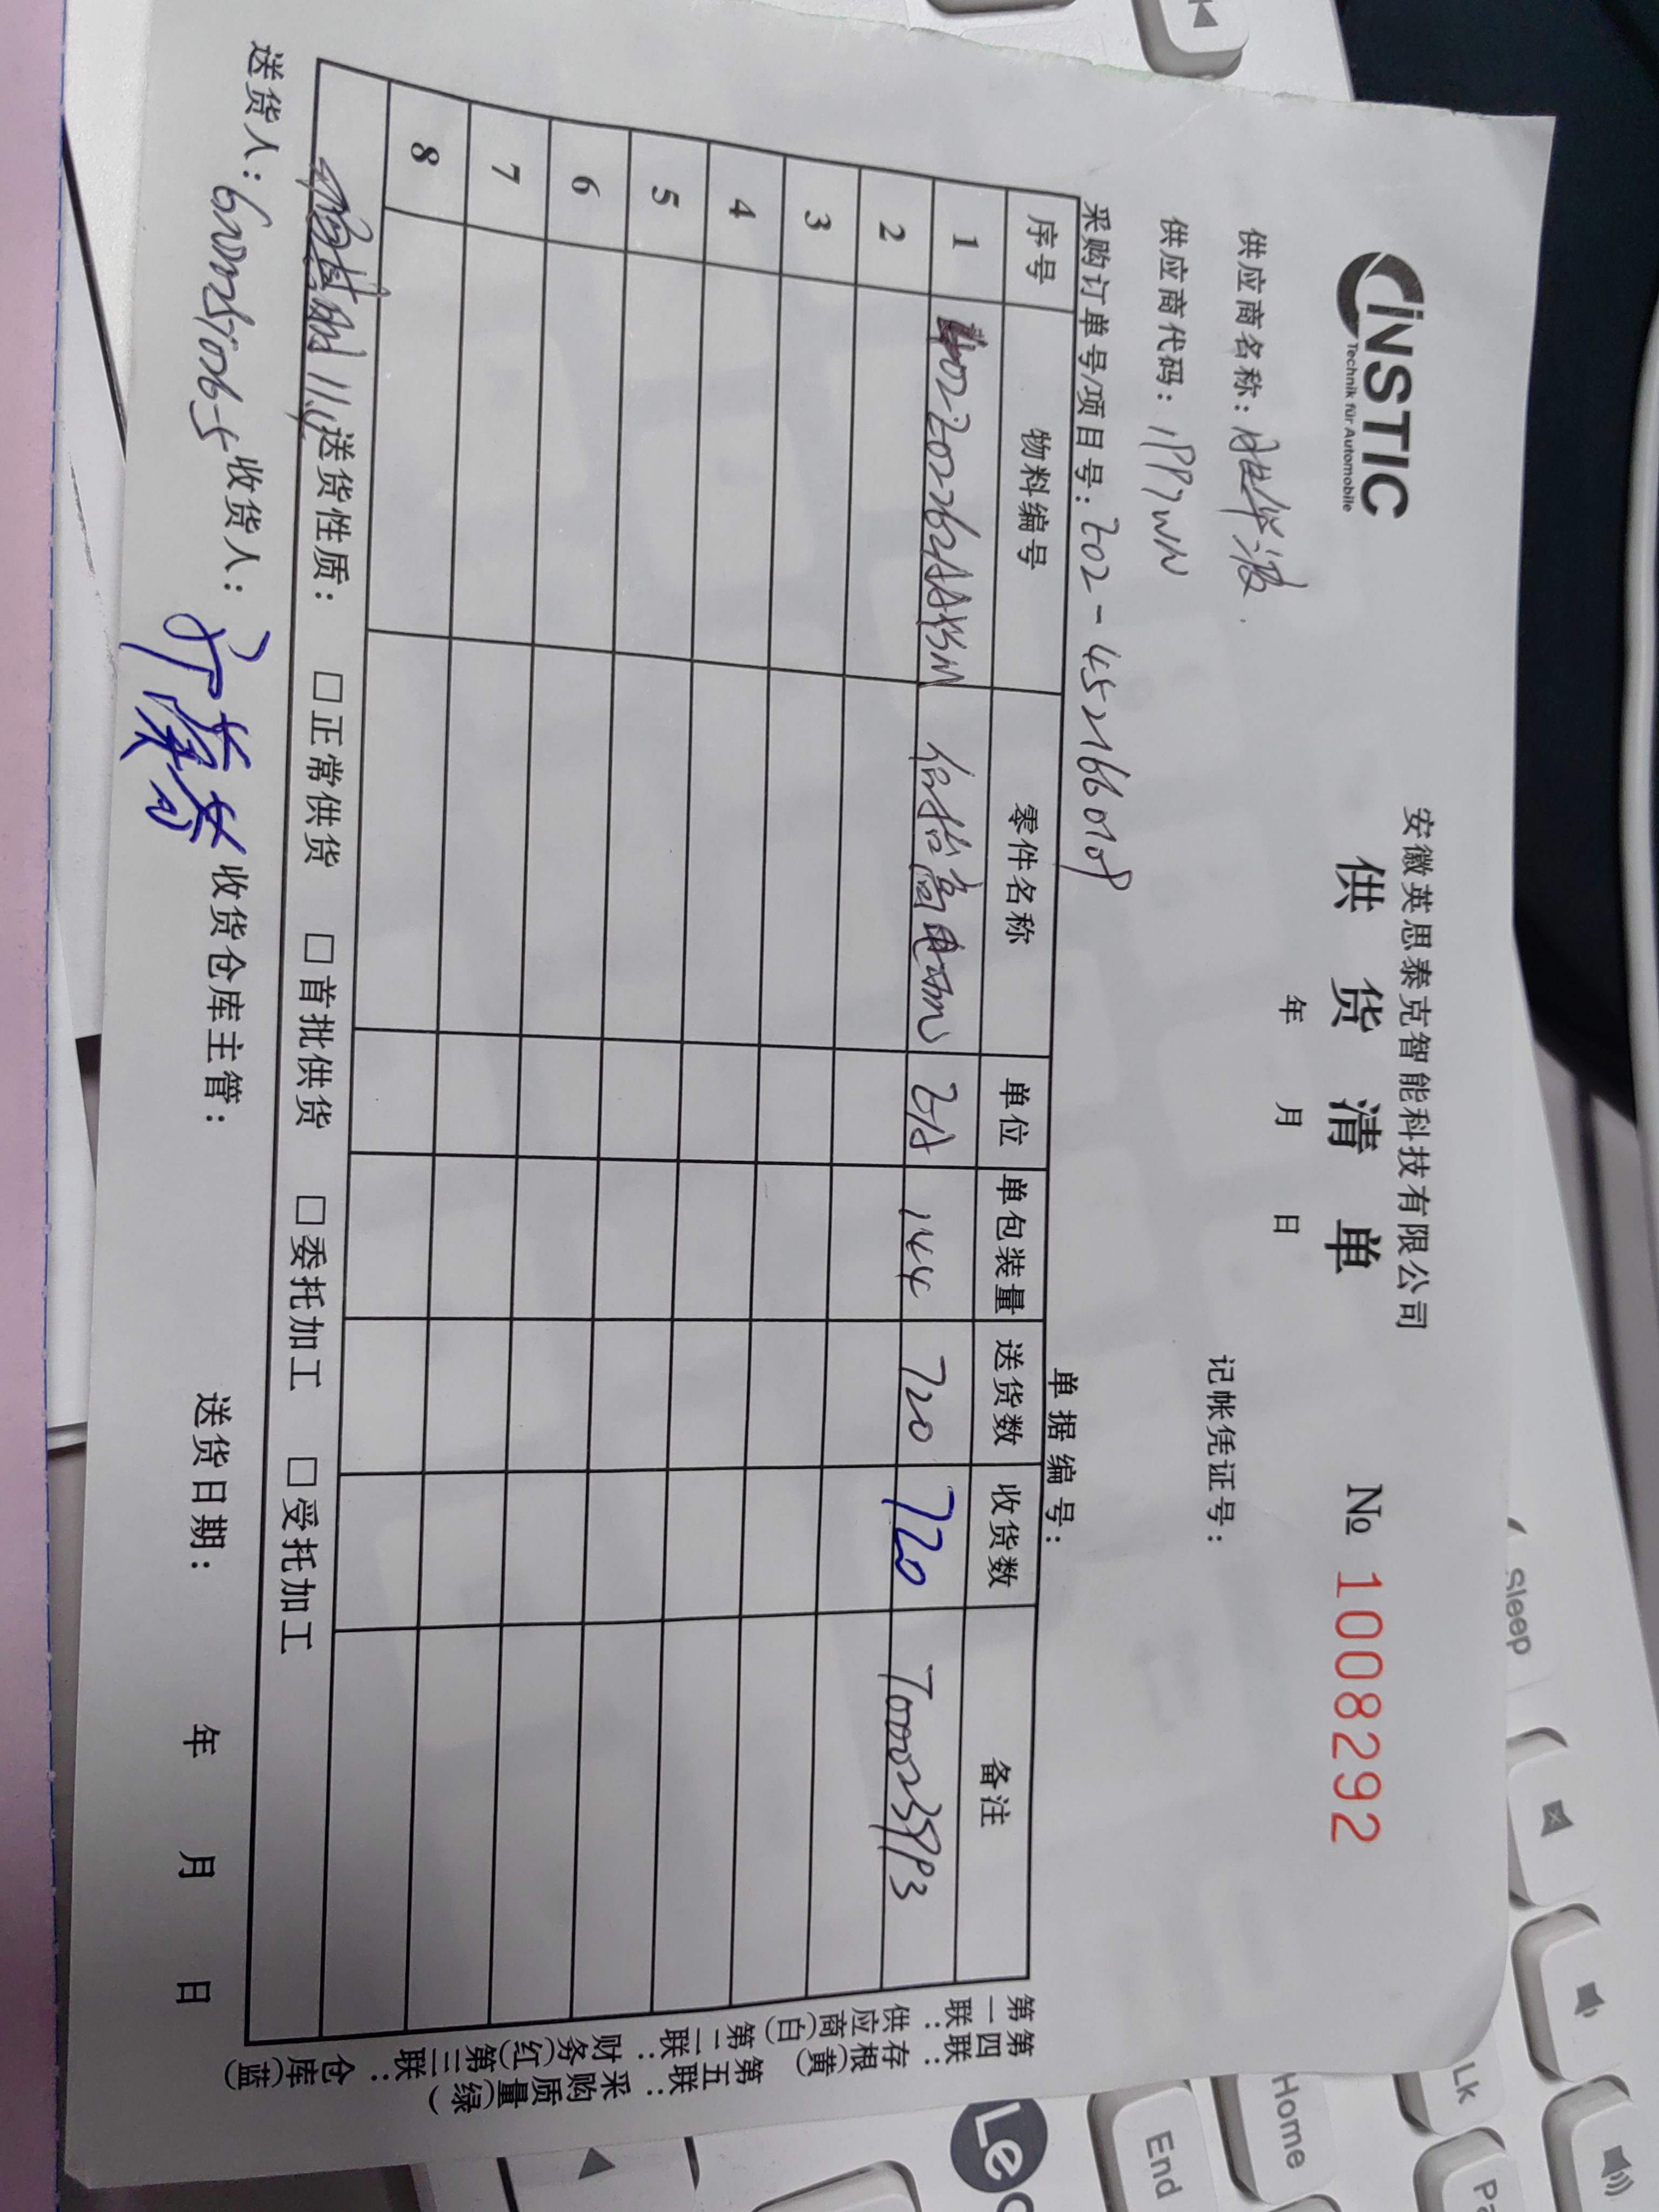 iNSTIC
Technik für Automobile
安徽英思泰克智能科技有限公司
供货清单
№ 10082292
年 月 日
供应商名称：
记帐凭证号：
供应商代码：
采购订单号/项目号：202-4521660108
单据编号：
序号 物料编号 零件名称 单位 单包装量 送货数 收货数 备注
1 144 720 720
2
3
4
5
6
7
8
送货性质： □正常供货 □首批供货 □委托加工 □受托加工
送货人： 收货人： 收货仓库主管： 送货日期： 年 月 日
第一联：供应商(白) 第二联：财务(红) 第三联：仓库(蓝)
第四联：存根(黄) 第五联：采购质量(绿)
Sleep
Lk
Home
End